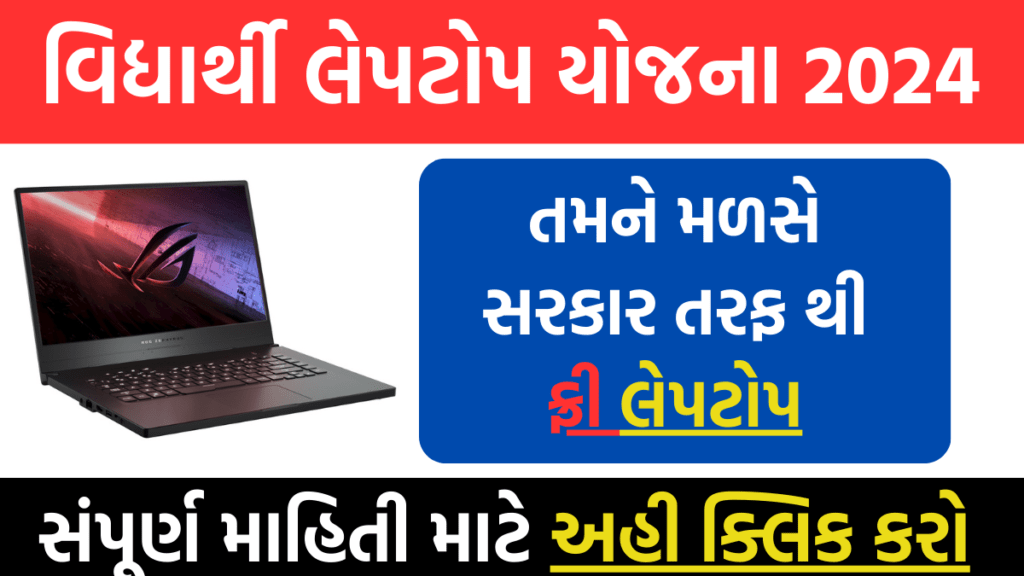 વિદ્યાર્થી લેપટોપ યોજના 2024
તમને મળસે
સરકાર તરફ થી
ફ્રી લેપટોપ
સંપૂર્ણ માહિતી માટે અહી ક્લિક કરો